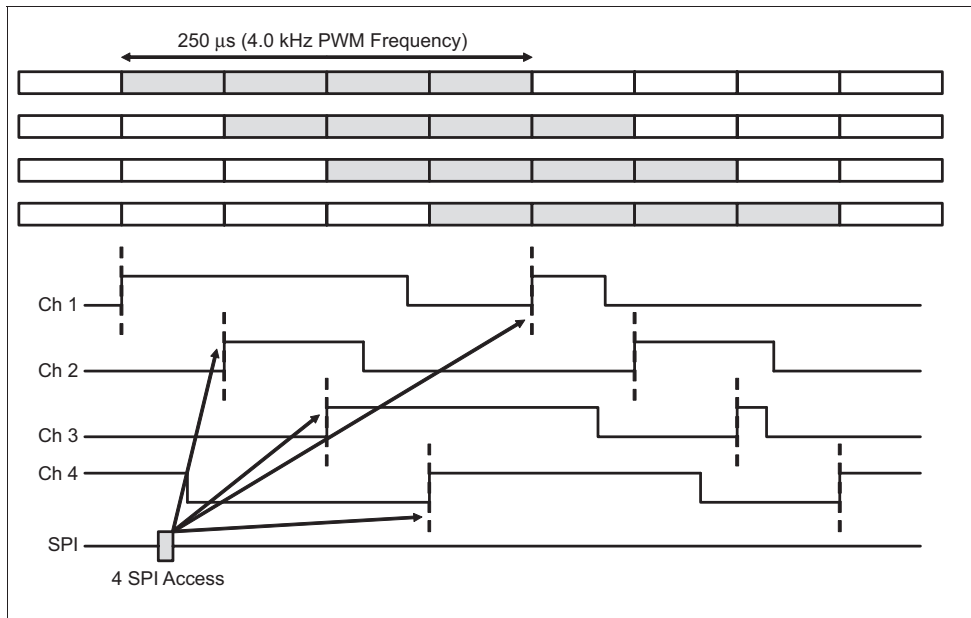 250 μs (4.0 kHz PWM Frequency)
Ch 1
Ch 2
Ch 3
Ch 4
SPI
4 SPI Access